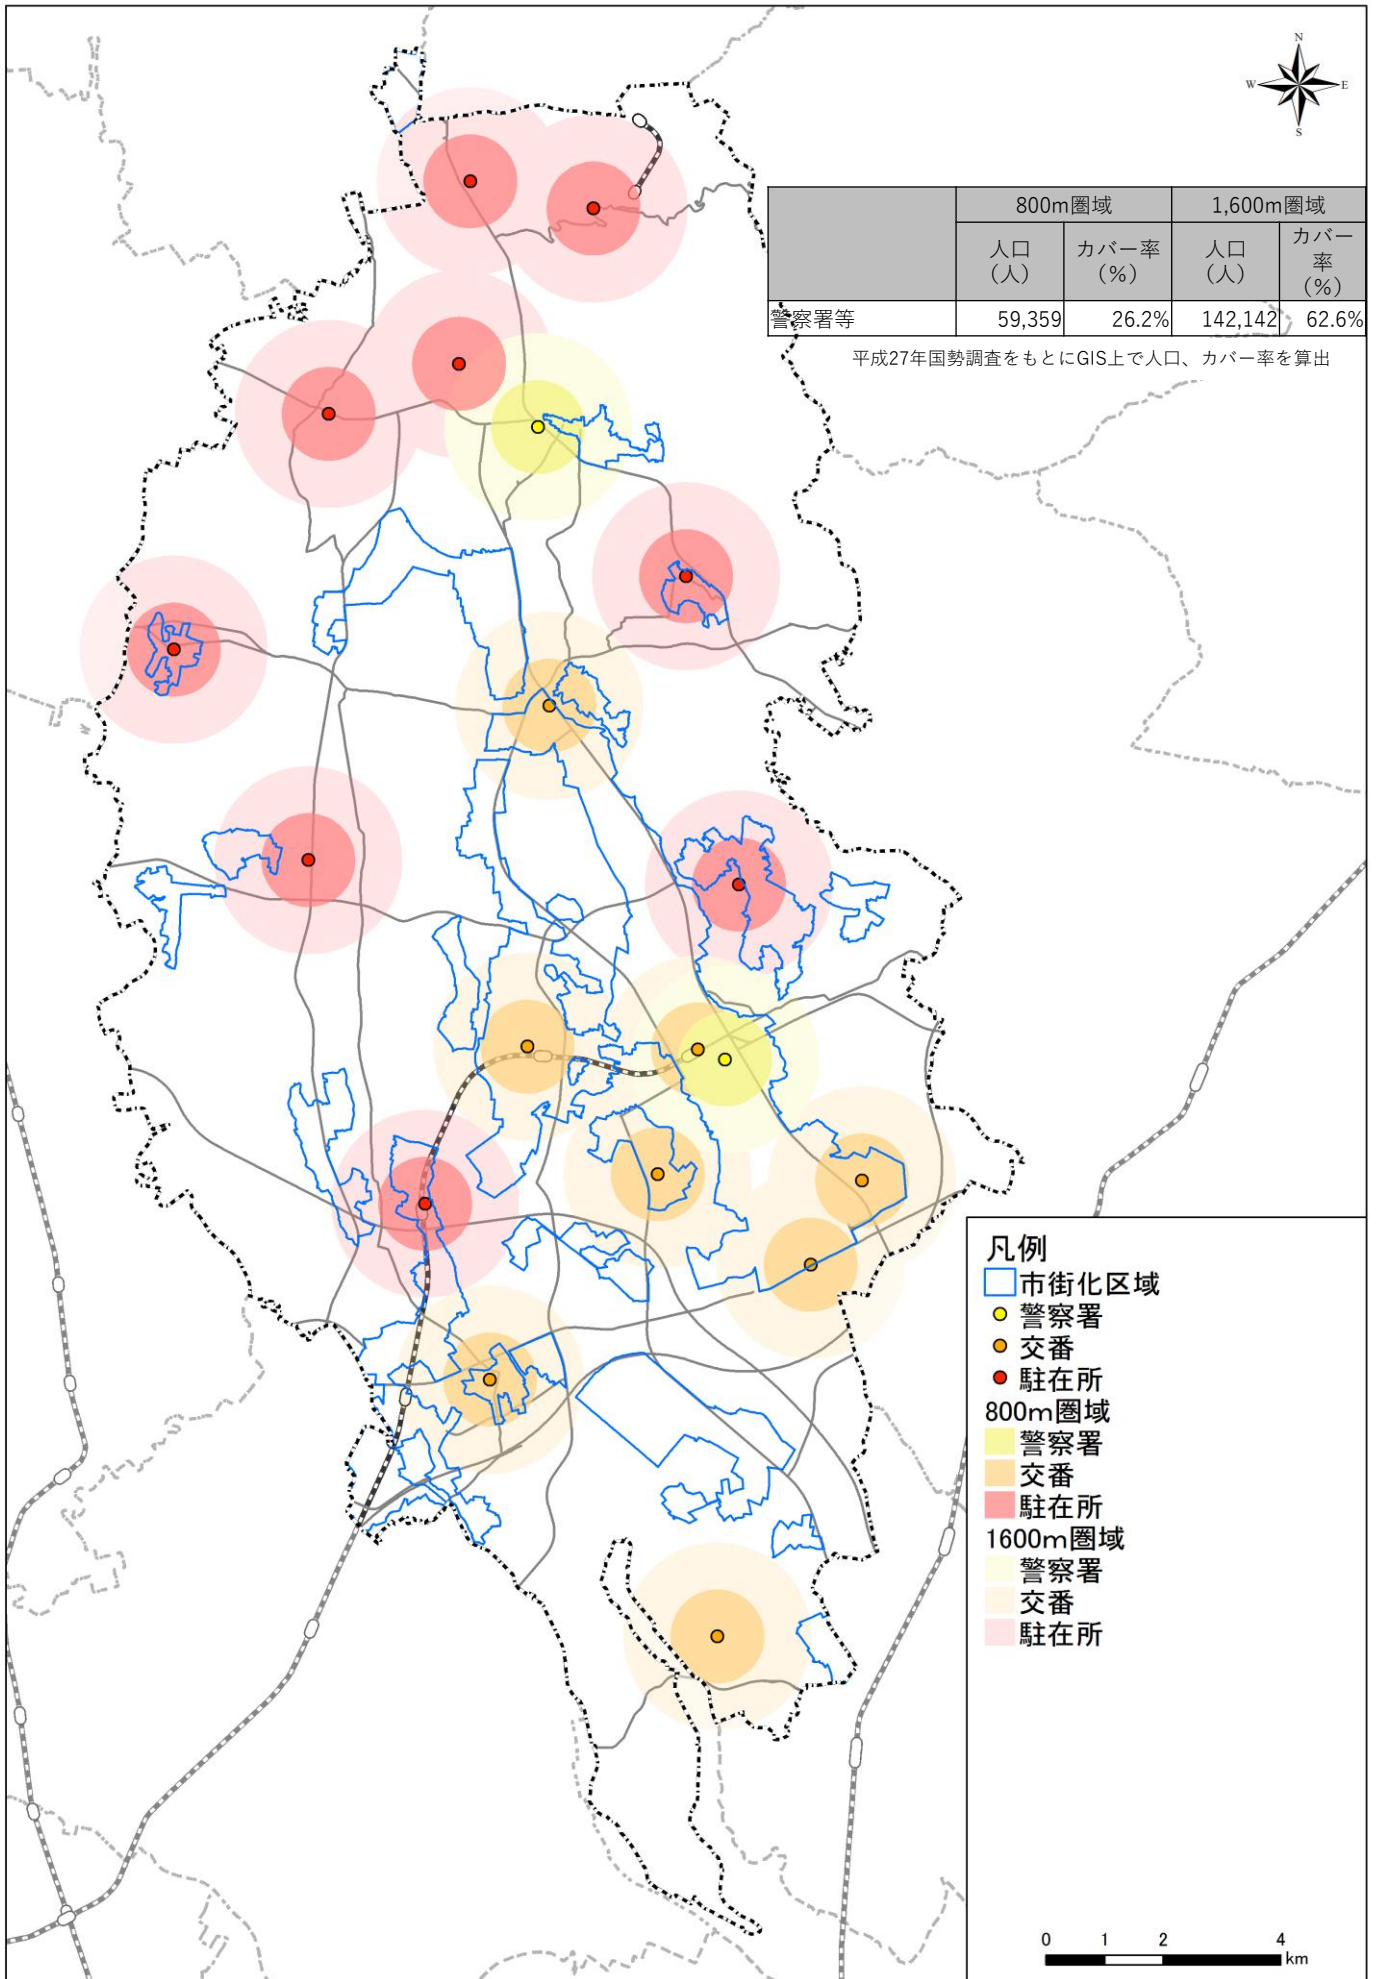 N
W E
S
800m圏域 1,600m圏域
人口
（人）
カバー率
（%）
人口
（人）
カバー
率
（%）
警察署等 59,359 26.2% 142,142 62.6%
平成27年国勢調査をもとにGIS上で人口、カバー率を算出
凡例
市街化区域
警察署
交番
駐在所
800m圏域
警察署
交番
駐在所
1600m圏域
警察署
交番
駐在所
0 1 2 4
km